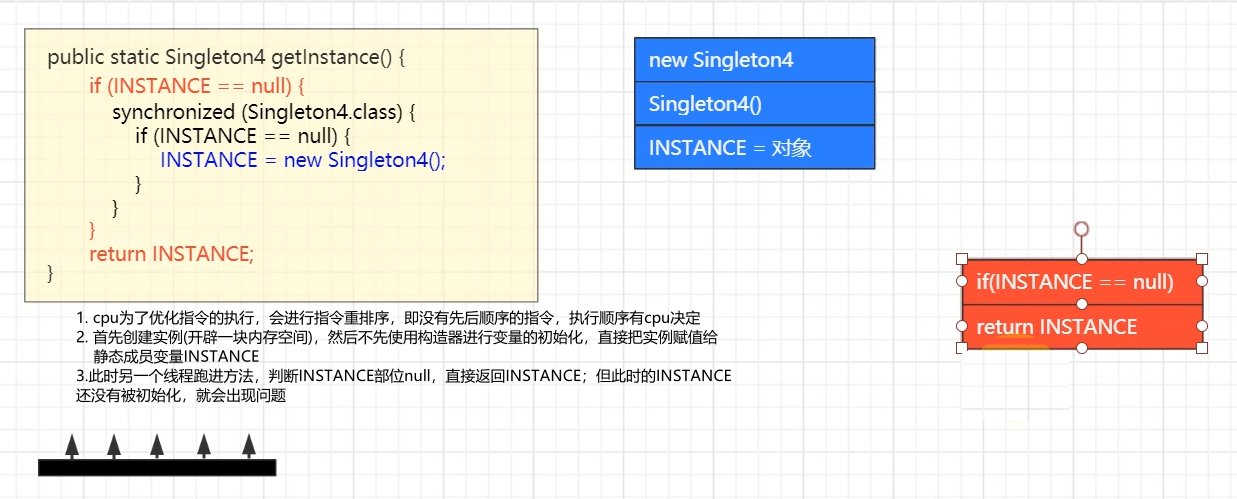 public static Singleton4 getInstance() {
if (INSTANCE == null) {
synchronized (Singleton4.class) {
if (INSTANCE == null) {
INSTANCE = new Singleton4();
}
}
}
return INSTANCE;
}
new Singleton4
Singleton4()
INSTANCE = 对象
if(INSTANCE == null)
return INSTANCE
1. cpu为了优化指令的执行，会进行指令重排序，即没有先后顺序的指令，执行顺序有cpu决定
2. 首先创建实例(开辟一块内存空间)，然后不先使用构造器进行变量的初始化，直接把实例赋值给
静态成员变量INSTANCE
3.此时另一个线程跑进方法，判断INSTANCE部位null，直接返回INSTANCE；但此时的INSTANCE
还没有被初始化，就会出现问题